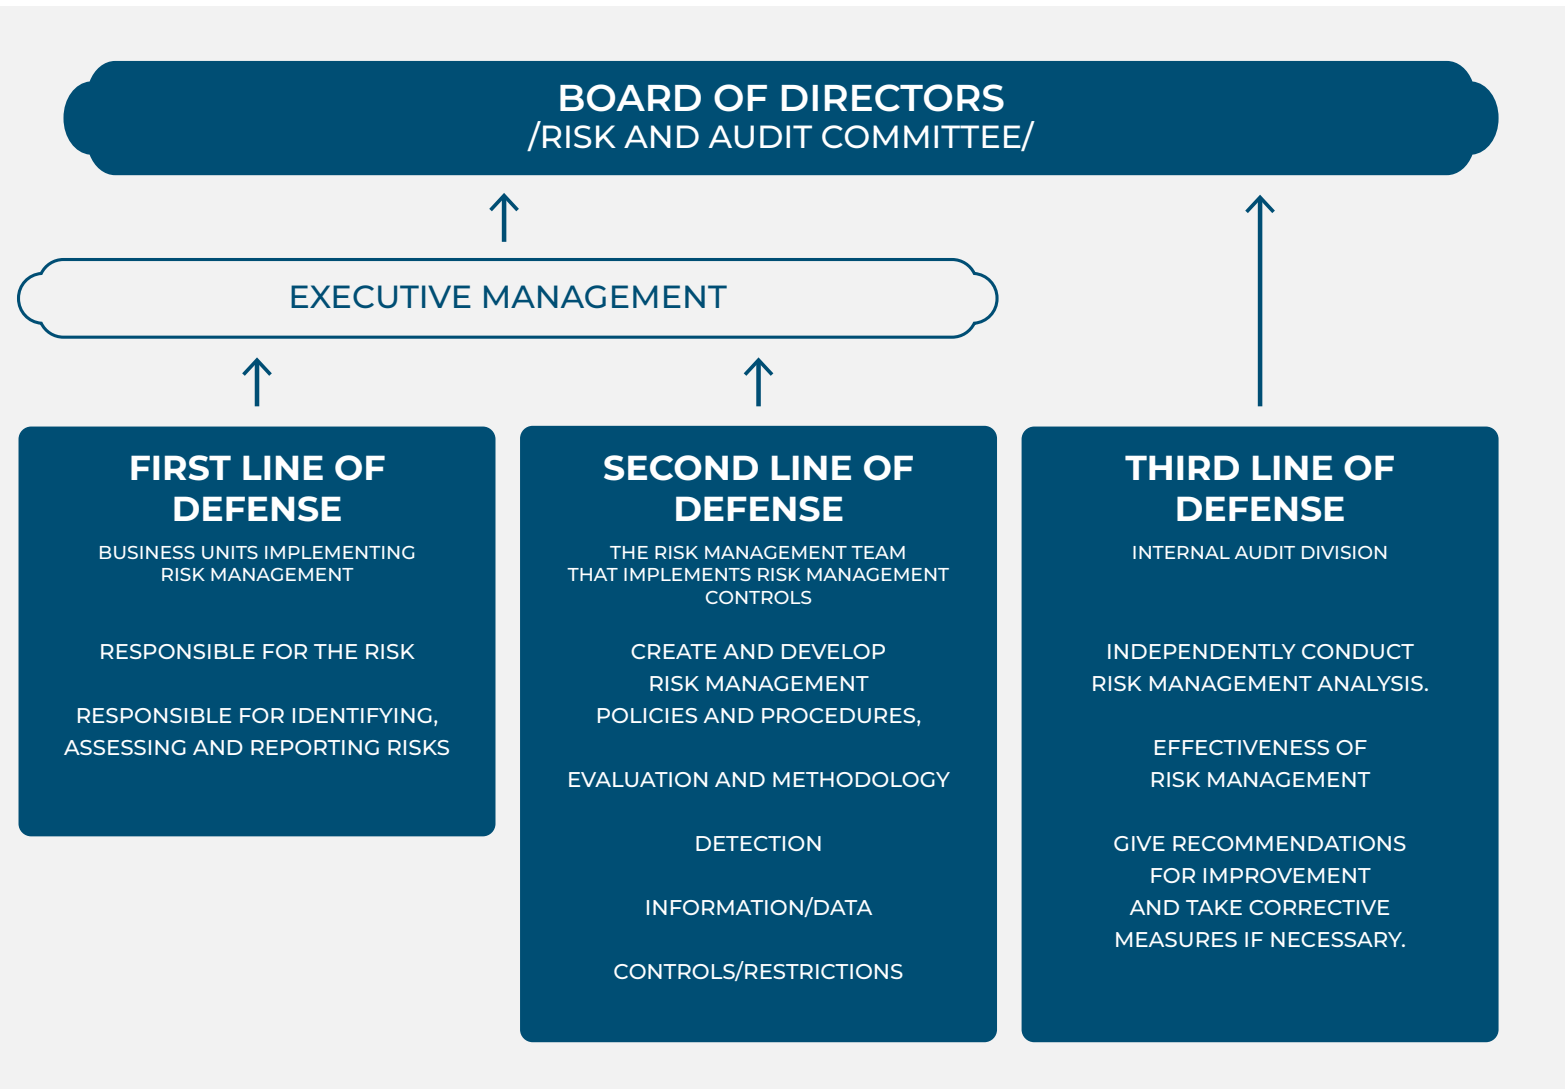 BOARD OF DIRECTORS
/RISK AND AUDIT COMMITTEE/
EXECUTIVE MANAGEMENT
FIRST LINE OF
DEFENSE
BUSINESS UNITS IMPLEMENTING
RISK MANAGEMENT
RESPONSIBLE FOR THE RISK
RESPONSIBLE FOR IDENTIFYING,
ASSESSING AND REPORTING RISKS
SECOND LINE OF
DEFENSE
THE RISK MANAGEMENT TEAM
THAT IMPLEMENTS RISK MANAGEMENT
CONTROLS
CREATE AND DEVELOP
RISK MANAGEMENT
POLICIES AND PROCEDURES,
EVALUATION AND METHODOLOGY
DETECTION
INFORMATION/DATA
CONTROLS/RESTRICTIONS
THIRD LINE OF
DEFENSE
INTERNAL AUDIT DIVISION
INDEPENDENTLY CONDUCT
RISK MANAGEMENT ANALYSIS.
EFFECTIVENESS OF
RISK MANAGEMENT
GIVE RECOMMENDATIONS
FOR IMPROVEMENT
AND TAKE CORRECTIVE
MEASURES IF NECESSARY.